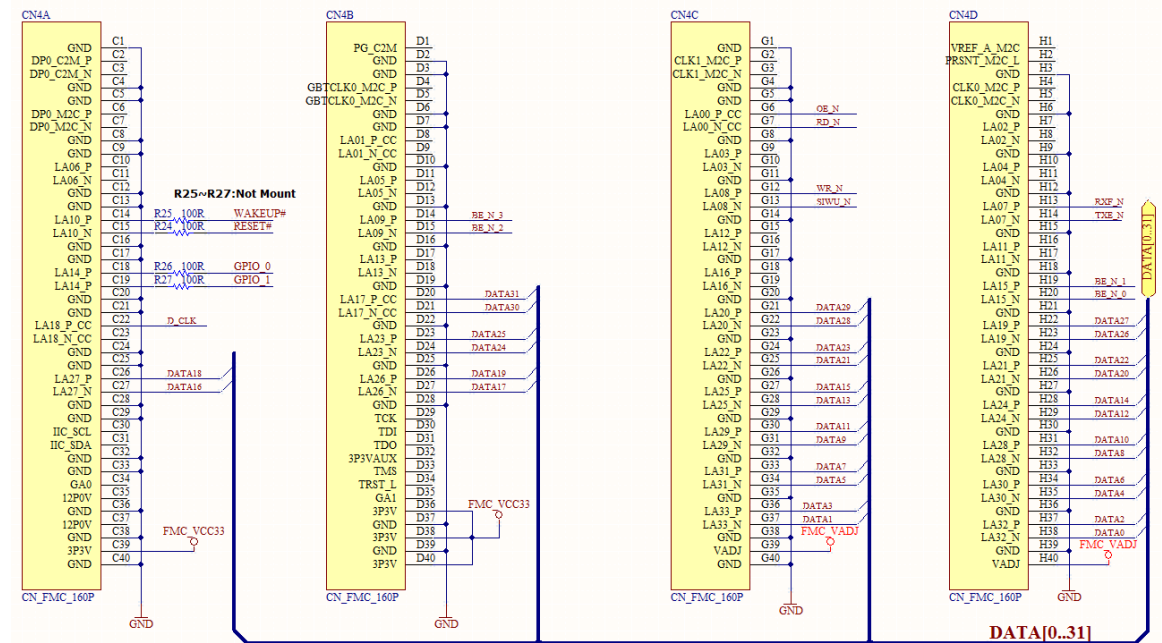 CN4A
GND C1
DP0_C2M_P C2
DP0_C2M_N C3
GND C4
GND C5
DP0_M2C_P C6
DP0_M2C_N C7
GND C8
GND C9
LA06_P C10
LA06_N C11
GND C12
GND C13
LA10_P C14
LA10_N C15
GND C16
GND C17
LA14_P C18
LA14_P C19
GND C20
GND C21
LA18_P_CC C22
LA18_N_CC C23
GND C24
GND C25
LA27_P C26
LA27_N C27
GND C28
GND C29
IIC_SCL C30
IIC_SDA C31
GND C32
GND C33
GA0 C34
12P0V C35
GND C36
12P0V C37
GND C38
3P3V C39
GND C40
CN_FMC_160P
R25~R27:Not Mount
R25 100R WAKEUP#
R24 100R RESET#
R26 100R GPIO_0
R27 100R GPIO_1
D_CLK
DATA18
DATA16
FMC_VCC33
GND
CN4B
PG_C2M D1
GND D2
GND D3
GBTCLK0_M2C_P D4
GBTCLK0_M2C_N D5
GND D6
GND D7
LA01_P_CC D8
LA01_N_CC D9
GND D10
LA05_P D11
LA05_N D12
GND D13
LA09_P D14 BE_N_3
LA09_N D15 BE_N_2
GND D16
LA13_P D17
LA13_N D18
GND D19
LA17_P_CC D20 DATA31
LA17_N_CC D21 DATA30
GND D22
LA23_P D23 DATA25
LA23_N D24 DATA24
GND D25
LA26_P D26 DATA19
LA26_N D27 DATA17
GND D28
TCK D29
TDI D30
TDO D31
3P3VAUX D32
TMS D33
TRST_L D34
GA1 D35
3P3V D36
GND D37
3P3V D38
GND D39
3P3V D40
FMC_VCC33
CN_FMC_160P
GND
CN4C
GND G1
CLK1_M2C_P G2
CLK1_M2C_N G3
GND G4
GND G5
LA00_P_CC G6 OE_N
LA00_N_CC G7 RD_N
GND G8
LA03_P G9
LA03_N G10
GND G11
LA08_P G12 WR_N
LA08_N G13 SIWU_N
GND G14
LA12_P G15
LA12_N G16
GND G17
LA16_P G18
LA16_N G19
GND G20
LA20_P G21 DATA29
LA20_N G22 DATA28
GND G23
LA22_P G24 DATA23
LA22_N G25 DATA21
GND G26
LA25_P G27 DATA15
LA25_N G28 DATA13
GND G29
LA29_P G30 DATA11
LA29_N G31 DATA9
GND G32
LA31_P G33 DATA7
LA31_N G34 DATA5
GND G35
LA33_P G36 DATA3
LA33_N G37 DATA1
GND G38
VADJ G39
GND G40
FMC_VADJ
CN_FMC_160P
GND
CN4D
VREF_A_M2C H1
PRSNT_M2C_L H2
GND H3
CLK0_M2C_P H4
CLK0_M2C_N H5
GND H6
LA02_P H7
LA02_N H8
GND H9
LA04_P H10
LA04_N H11
GND H12
LA07_P H13 RXF_N
LA07_N H14 TXE_N
GND H15
LA11_P H16
LA11_N H17
GND H18
LA15_P H19 BE_N_1
LA15_N H20 BE_N_0
GND H21
LA19_P H22 DATA27
LA19_N H23 DATA26
GND H24
LA21_P H25 DATA22
LA21_N H26 DATA20
GND H27
LA24_P H28 DATA14
LA24_N H29 DATA12
GND H30
LA28_P H31 DATA10
LA28_N H32 DATA8
GND H33
LA30_P H34 DATA6
LA30_N H35 DATA4
GND H36
LA32_P H37 DATA2
LA32_N H38 DATA0
GND H39
VADJ H40
FMC_VADJ
CN_FMC_160P
GND
DATA[0..31]
DATA[0..31]